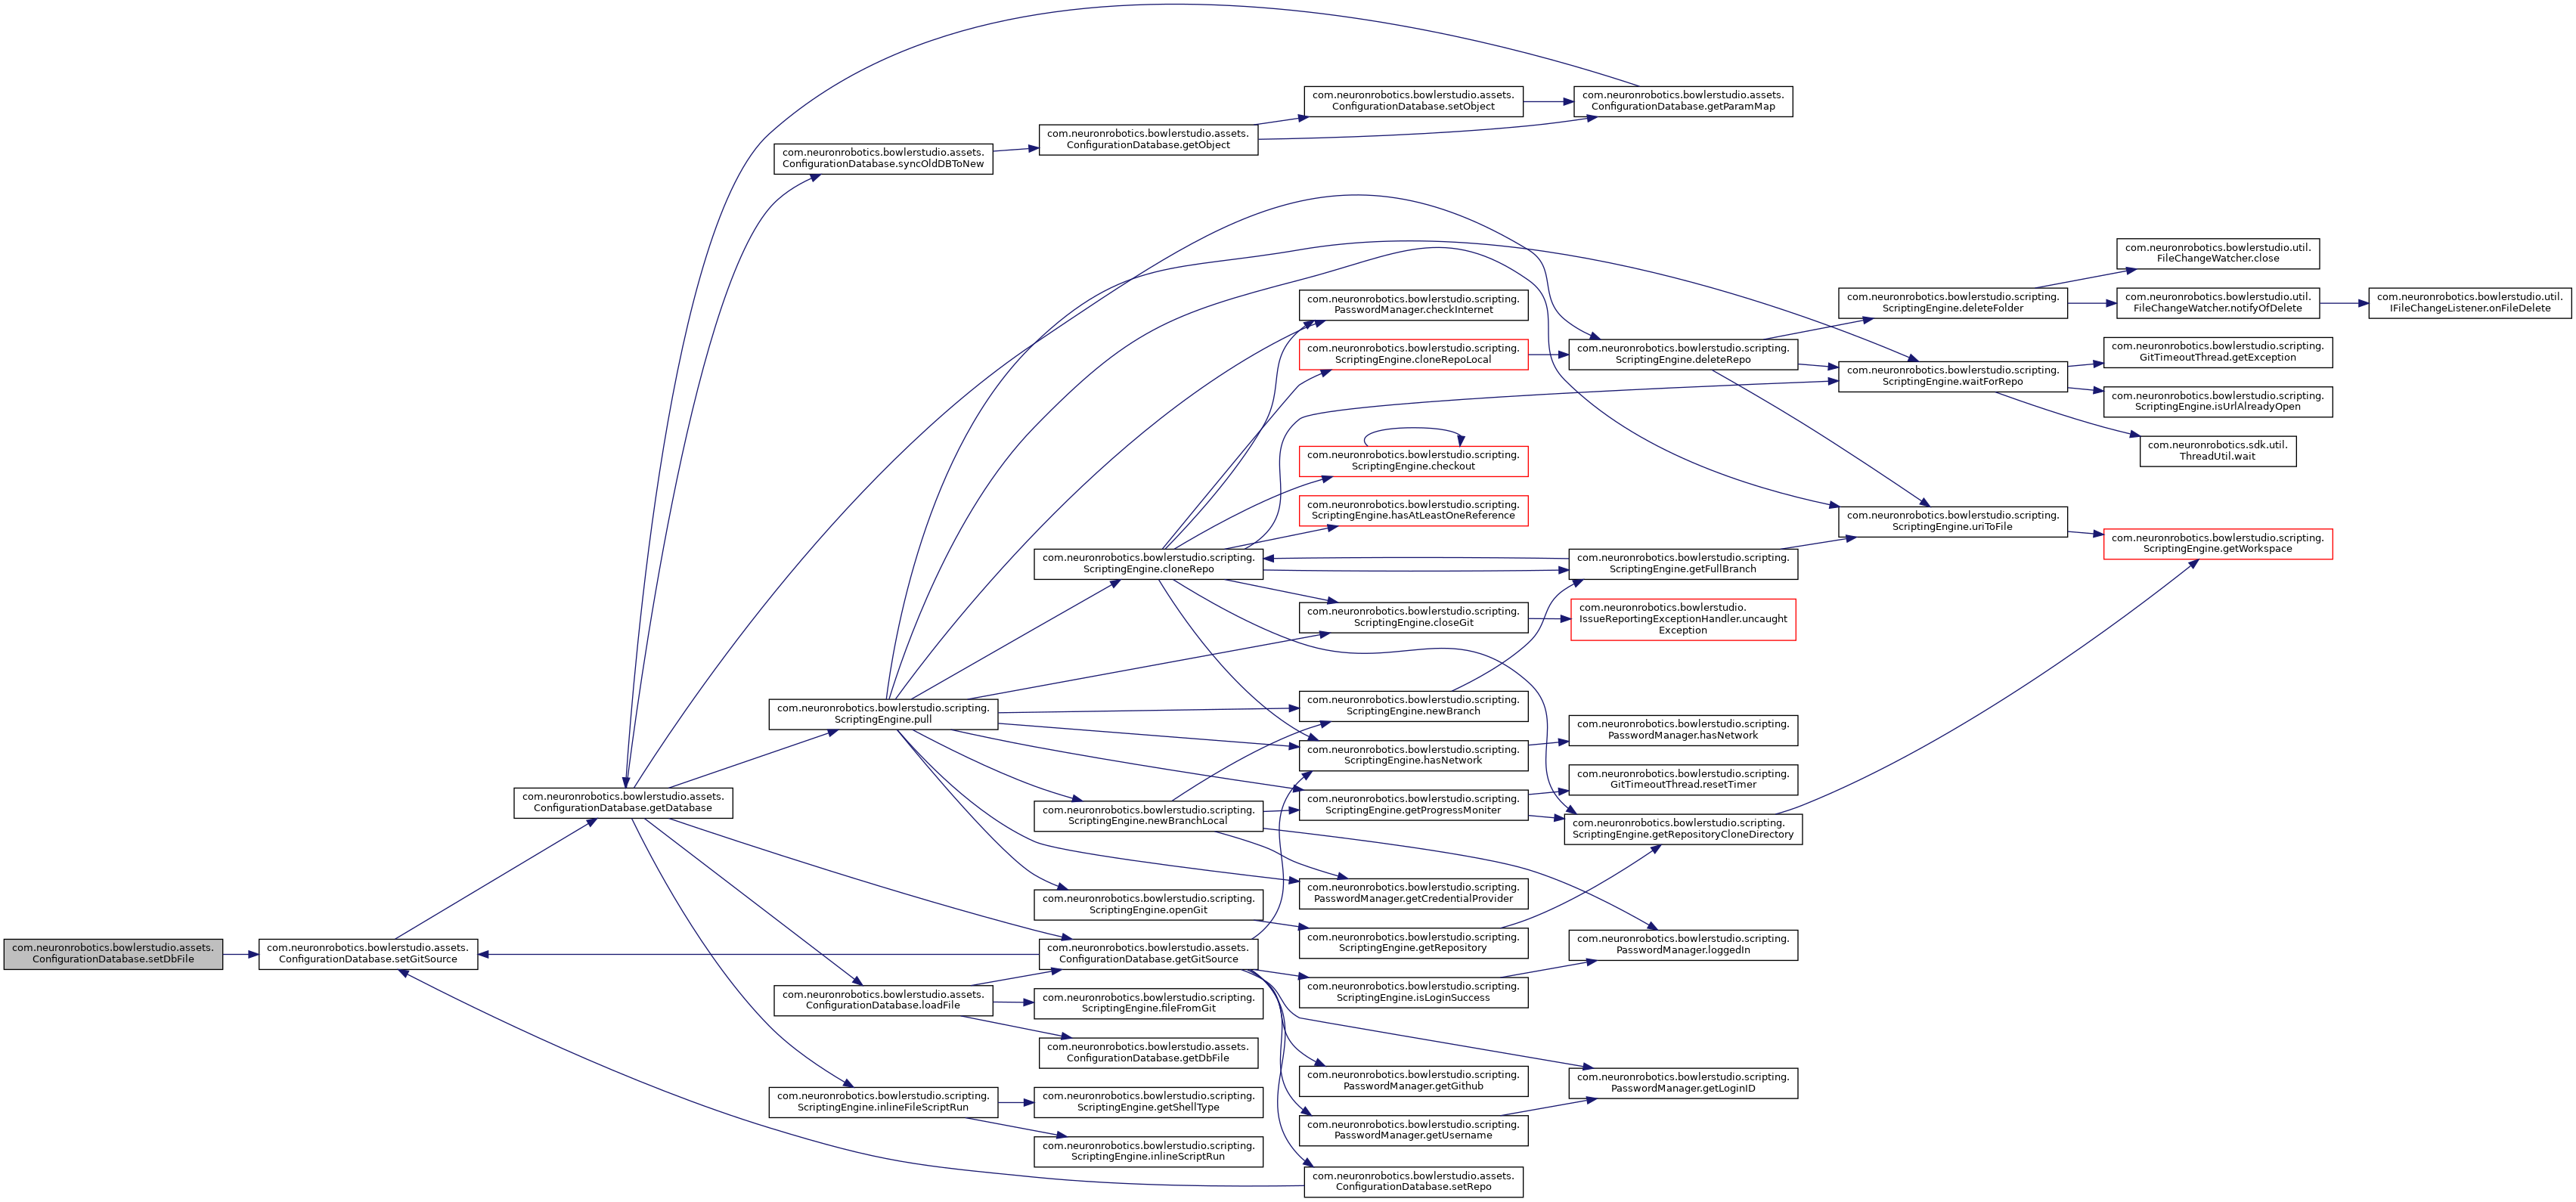 com.neuronrobotics.bowlerstudio.assets.
ConfigurationDatabase.setDbFile
com.neuronrobotics.bowlerstudio.assets.
ConfigurationDatabase.setGitSource
com.neuronrobotics.bowlerstudio.assets.
ConfigurationDatabase.getDatabase
com.neuronrobotics.bowlerstudio.assets.
ConfigurationDatabase.syncOldDBToNew
com.neuronrobotics.bowlerstudio.scripting.
ScriptingEngine.pull
com.neuronrobotics.bowlerstudio.assets.
ConfigurationDatabase.loadFile
com.neuronrobotics.bowlerstudio.scripting.
ScriptingEngine.inlineFileScriptRun
com.neuronrobotics.bowlerstudio.assets.
ConfigurationDatabase.getObject
com.neuronrobotics.bowlerstudio.scripting.
ScriptingEngine.cloneRepo
com.neuronrobotics.bowlerstudio.scripting.
ScriptingEngine.newBranchLocal
com.neuronrobotics.bowlerstudio.scripting.
ScriptingEngine.openGit
com.neuronrobotics.bowlerstudio.assets.
ConfigurationDatabase.getGitSource
com.neuronrobotics.bowlerstudio.scripting.
ScriptingEngine.fileFromGit
com.neuronrobotics.bowlerstudio.assets.
ConfigurationDatabase.getDbFile
com.neuronrobotics.bowlerstudio.scripting.
ScriptingEngine.getShellType
com.neuronrobotics.bowlerstudio.scripting.
ScriptingEngine.inlineScriptRun
com.neuronrobotics.bowlerstudio.assets.
ConfigurationDatabase.setObject
com.neuronrobotics.bowlerstudio.scripting.
PasswordManager.checkInternet
com.neuronrobotics.bowlerstudio.scripting.
ScriptingEngine.cloneRepoLocal
com.neuronrobotics.bowlerstudio.scripting.
ScriptingEngine.checkout
com.neuronrobotics.bowlerstudio.scripting.
ScriptingEngine.hasAtLeastOneReference
com.neuronrobotics.bowlerstudio.scripting.
ScriptingEngine.closeGit
com.neuronrobotics.bowlerstudio.scripting.
ScriptingEngine.newBranch
com.neuronrobotics.bowlerstudio.scripting.
ScriptingEngine.hasNetwork
com.neuronrobotics.bowlerstudio.scripting.
ScriptingEngine.getProgressMoniter
com.neuronrobotics.bowlerstudio.scripting.
PasswordManager.getCredentialProvider
com.neuronrobotics.bowlerstudio.scripting.
ScriptingEngine.getRepository
com.neuronrobotics.bowlerstudio.scripting.
ScriptingEngine.isLoginSuccess
com.neuronrobotics.bowlerstudio.scripting.
PasswordManager.getGithub
com.neuronrobotics.bowlerstudio.scripting.
PasswordManager.getUsername
com.neuronrobotics.bowlerstudio.assets.
ConfigurationDatabase.setRepo
com.neuronrobotics.bowlerstudio.assets.
ConfigurationDatabase.getParamMap
com.neuronrobotics.bowlerstudio.scripting.
ScriptingEngine.deleteRepo
com.neuronrobotics.bowlerstudio.scripting.
ScriptingEngine.getFullBranch
com.neuronrobotics.bowlerstudio.
IssueReportingExceptionHandler.uncaught
Exception
com.neuronrobotics.bowlerstudio.scripting.
PasswordManager.hasNetwork
com.neuronrobotics.bowlerstudio.scripting.
GitTimeoutThread.resetTimer
com.neuronrobotics.bowlerstudio.scripting.
ScriptingEngine.getRepositoryCloneDirectory
com.neuronrobotics.bowlerstudio.scripting.
PasswordManager.loggedIn
com.neuronrobotics.bowlerstudio.scripting.
PasswordManager.getLoginID
com.neuronrobotics.bowlerstudio.scripting.
ScriptingEngine.deleteFolder
com.neuronrobotics.bowlerstudio.scripting.
ScriptingEngine.waitForRepo
com.neuronrobotics.bowlerstudio.scripting.
ScriptingEngine.uriToFile
com.neuronrobotics.bowlerstudio.util.
FileChangeWatcher.close
com.neuronrobotics.bowlerstudio.util.
FileChangeWatcher.notifyOfDelete
com.neuronrobotics.bowlerstudio.scripting.
GitTimeoutThread.getException
com.neuronrobotics.bowlerstudio.scripting.
ScriptingEngine.isUrlAlreadyOpen
com.neuronrobotics.sdk.util.
ThreadUtil.wait
com.neuronrobotics.bowlerstudio.scripting.
ScriptingEngine.getWorkspace
com.neuronrobotics.bowlerstudio.util.
IFileChangeListener.onFileDelete